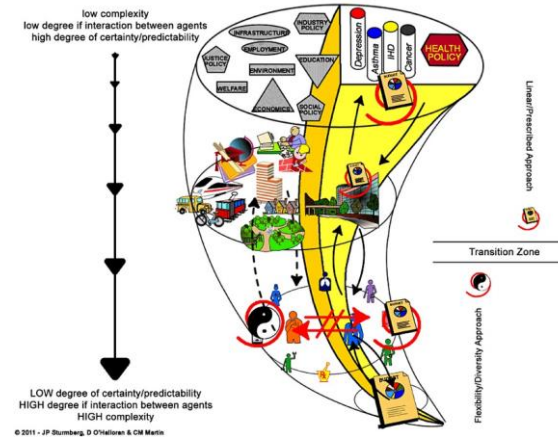 low complexity
low degree if interaction between agents
high degree of certainty/predictability
INDUSTRY
POLICY
INFRASTRUCTURE
EMPLOYMENT
JUSTICE
POLICY
EDUCATION
ENVIRONMENT
WELFARE
ECONOMICS
SOCIAL
POLICY
Depression
Asthma
IHD
Cancer
HEALTH
POLICY
Linear/Prescribed Approach
Transition Zone
Flexibility/Diversity Approach
LOW degree of certainty/predictability
HIGH degree if interaction between agents
HIGH complexity
© 2011 - JP Sturmberg, D O'Halloran & CM Martin